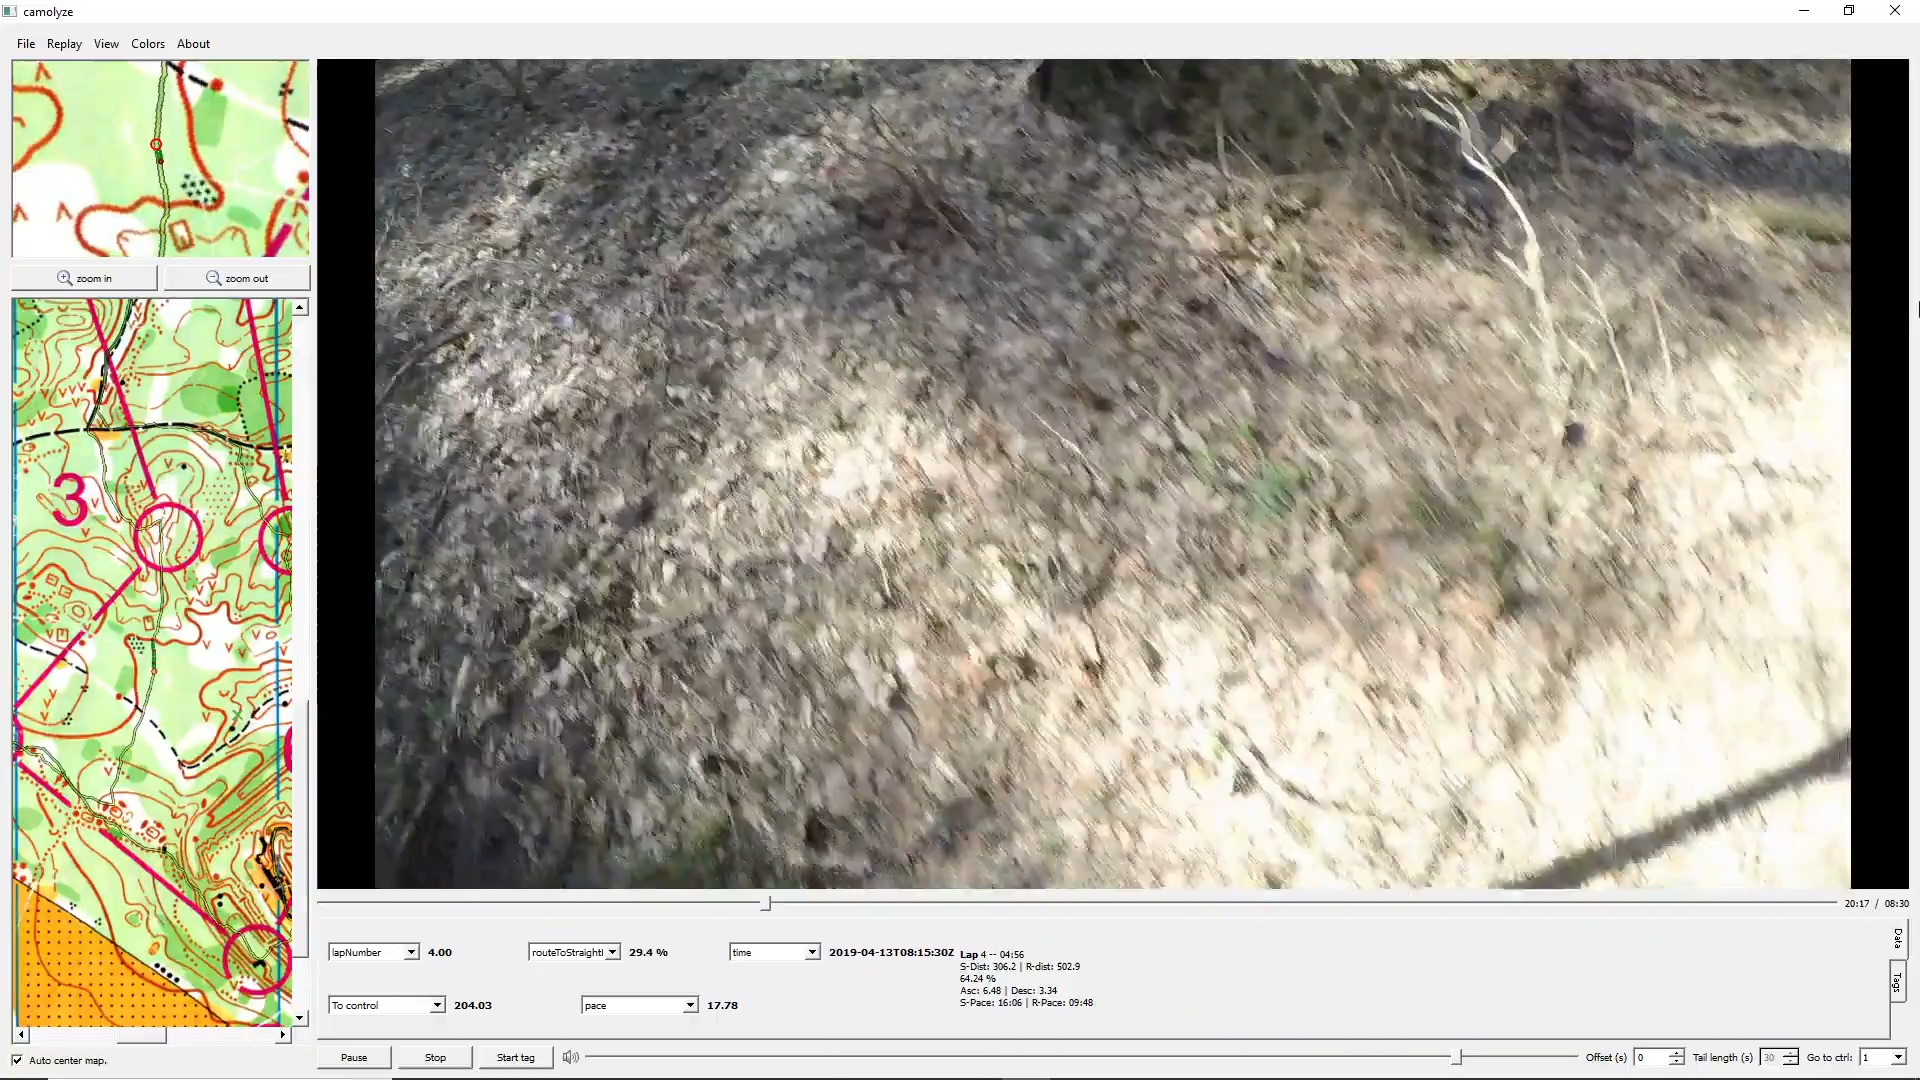 camolyze
File Replay View Colors About
zoom in zoom out
3
20:17 / 08:30
Data
Tags
lapNumber 4.00 routeToStraightl 29.4 % time 2019-04-13T08:15:30Z
Lap 4 -- 04:56
S-Dist: 306.2 | R-dist: 502.9
64.24 %
Asc: 6.48 | Desc: 3.34
S-Pace: 16:06 | R-Pace: 09:48
To control 204.03 pace 17.78
Auto center map.
Pause Stop Start tag Offset (s) 0 Tail length (s) 30 Go to ctrl: 1